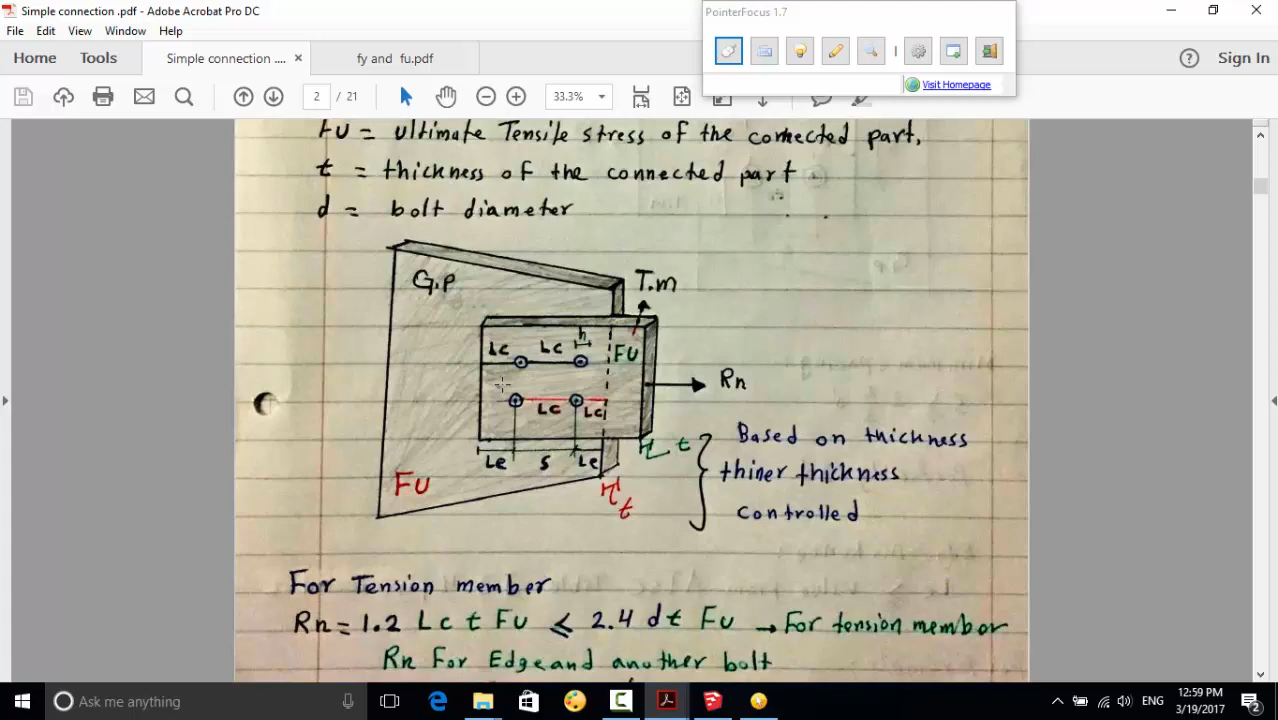 Simple connection .pdf - Adobe Acrobat Pro DC
PointerFocus 1.7
File Edit View Window Help
Visit Homepage
Home Tools Simple connection .... × fy and fu.pdf Sign In
2 / 21 33.3%
FU = ultimate Tensile stress of the connected part,
t = thickness of the connected part
d = bolt diameter
G.P T.m
Lc Lc h FU
Rn
Lc Lc
Le S Le t
FU t
Based on thickness
thiner thickness
controlled
For Tension member
Rn = 1.2 Lc t Fu ≤ 2.4 dt Fu → For tension member
Rn For Edge and another bolt
Ask me anything
ENG
12:59 PM
3/19/2017
2